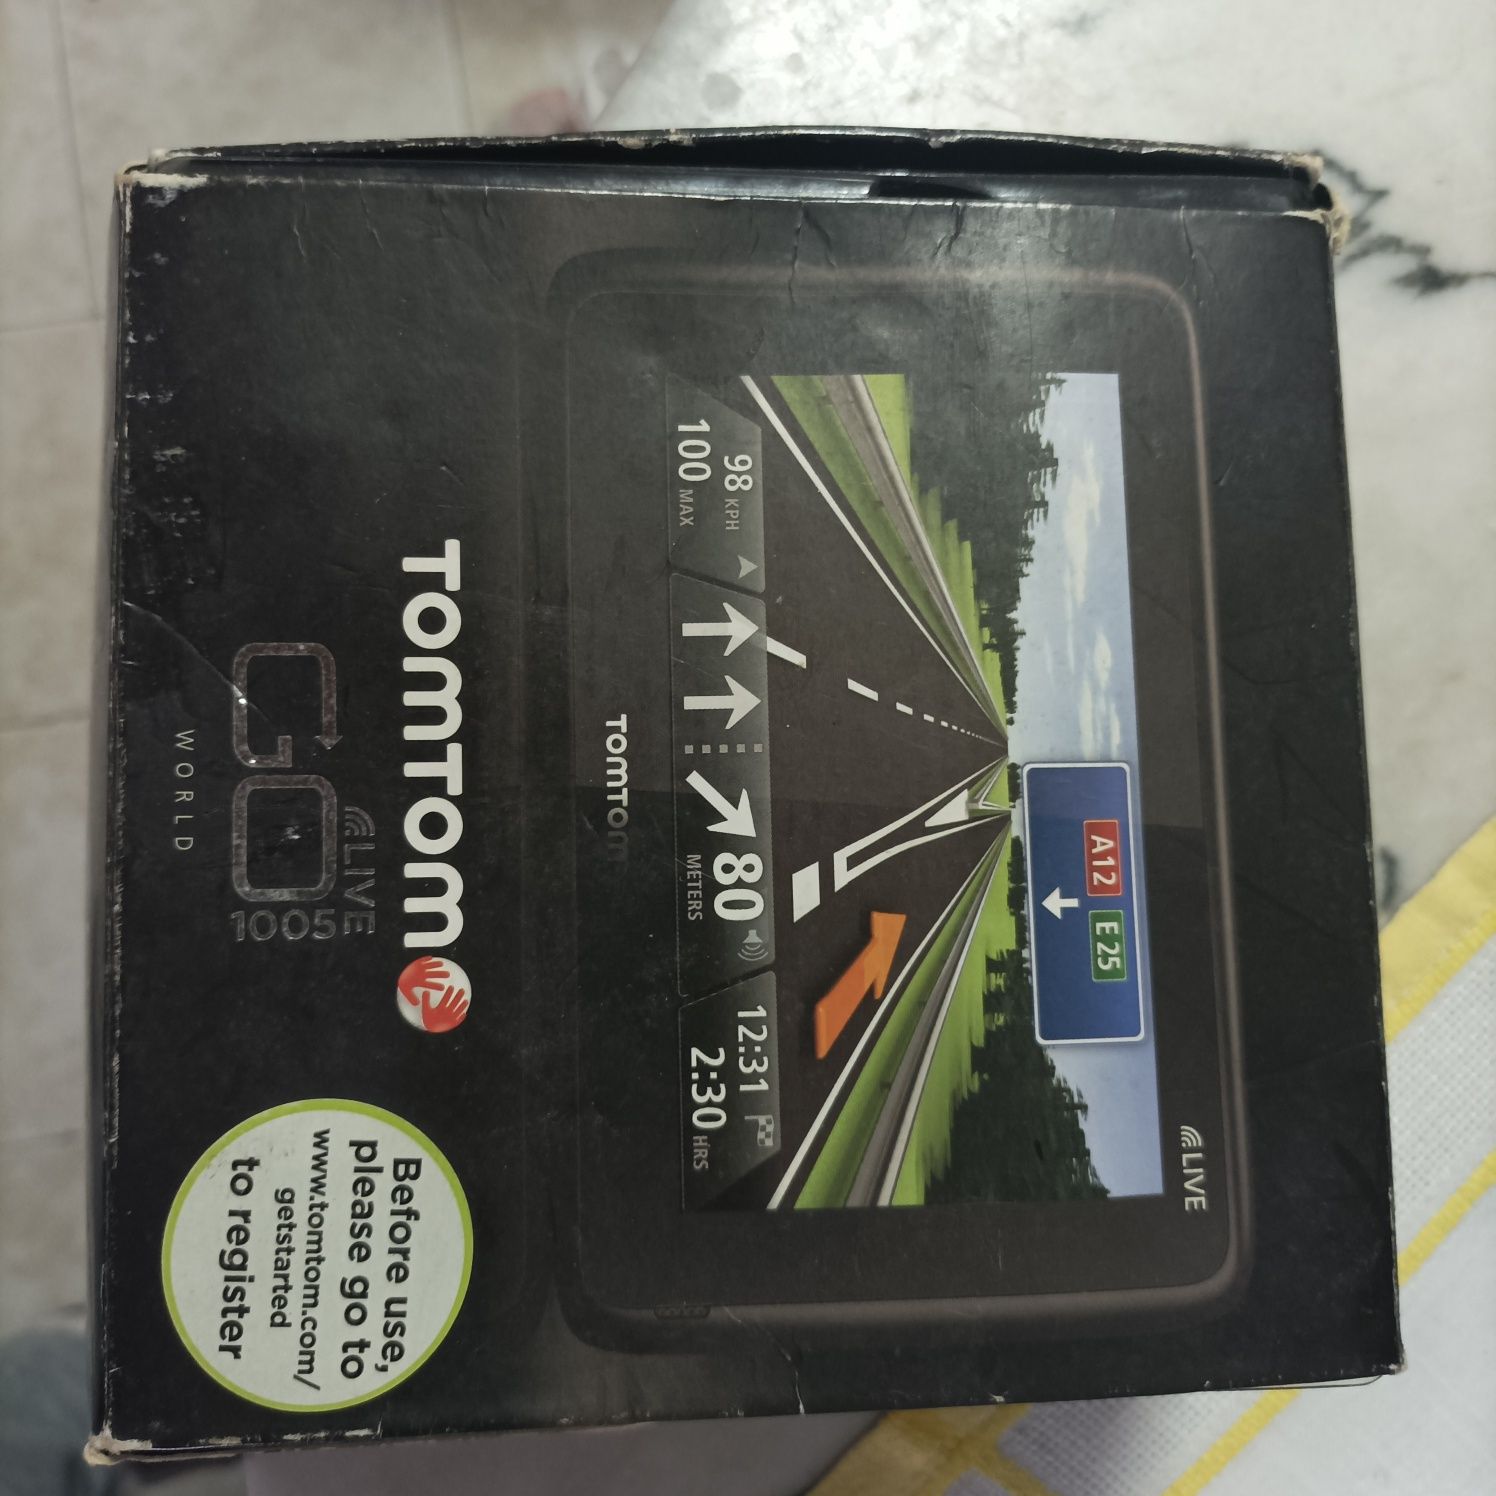 LIVE
A12 E25
98 KPH
100 MAX
80
METERS
12:31
2:30 HRS
TOMTOM
TOMTOM
GO LIVE
1005
WORLD
Before use,
please go to
www.tomtom.com/
getstarted
to register